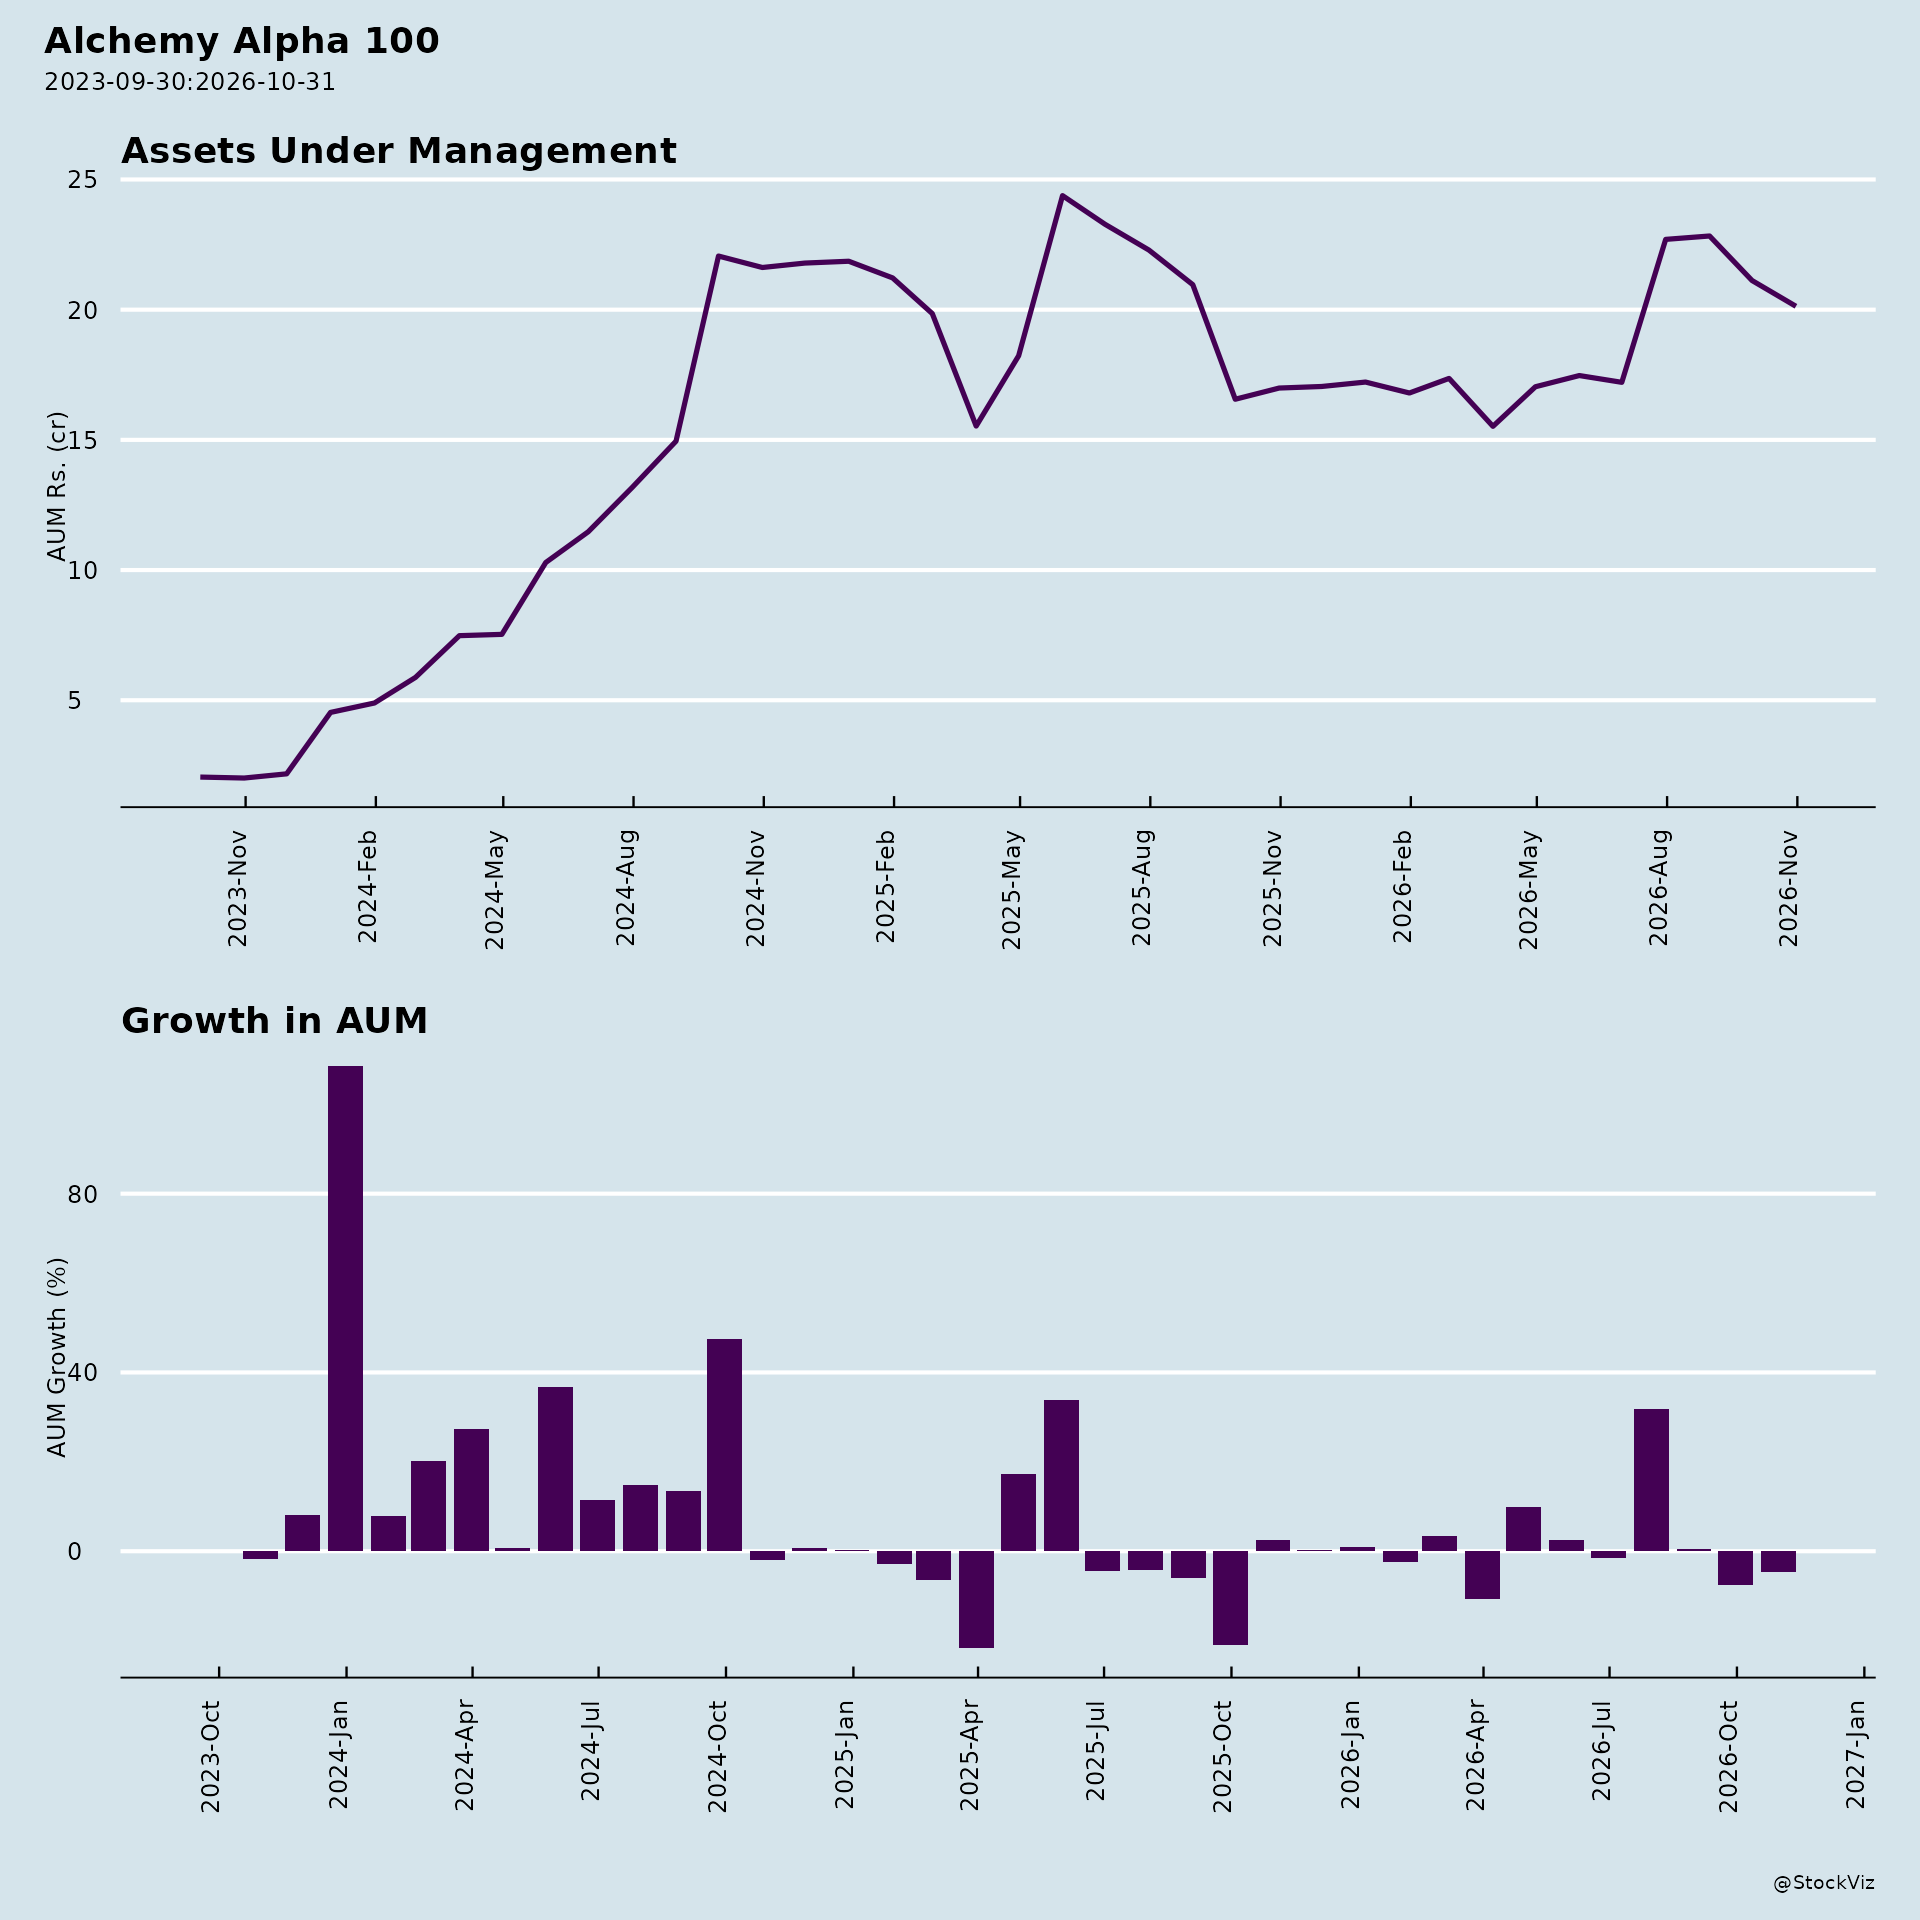 Alchemy Alpha 100
2023-09-30:2026-10-31
Assets Under Management
AUM Rs. (cr)
25
20
15
10
5
2023-Nov
2024-Feb
2024-May
2024-Aug
2024-Nov
2025-Feb
2025-May
2025-Aug
2025-Nov
2026-Feb
2026-May
2026-Aug
2026-Nov
Growth in AUM
AUM Growth (%)
80
40
0
2023-Oct
2024-Jan
2024-Apr
2024-Jul
2024-Oct
2025-Jan
2025-Apr
2025-Jul
2025-Oct
2026-Jan
2026-Apr
2026-Jul
2026-Oct
2027-Jan
@StockViz